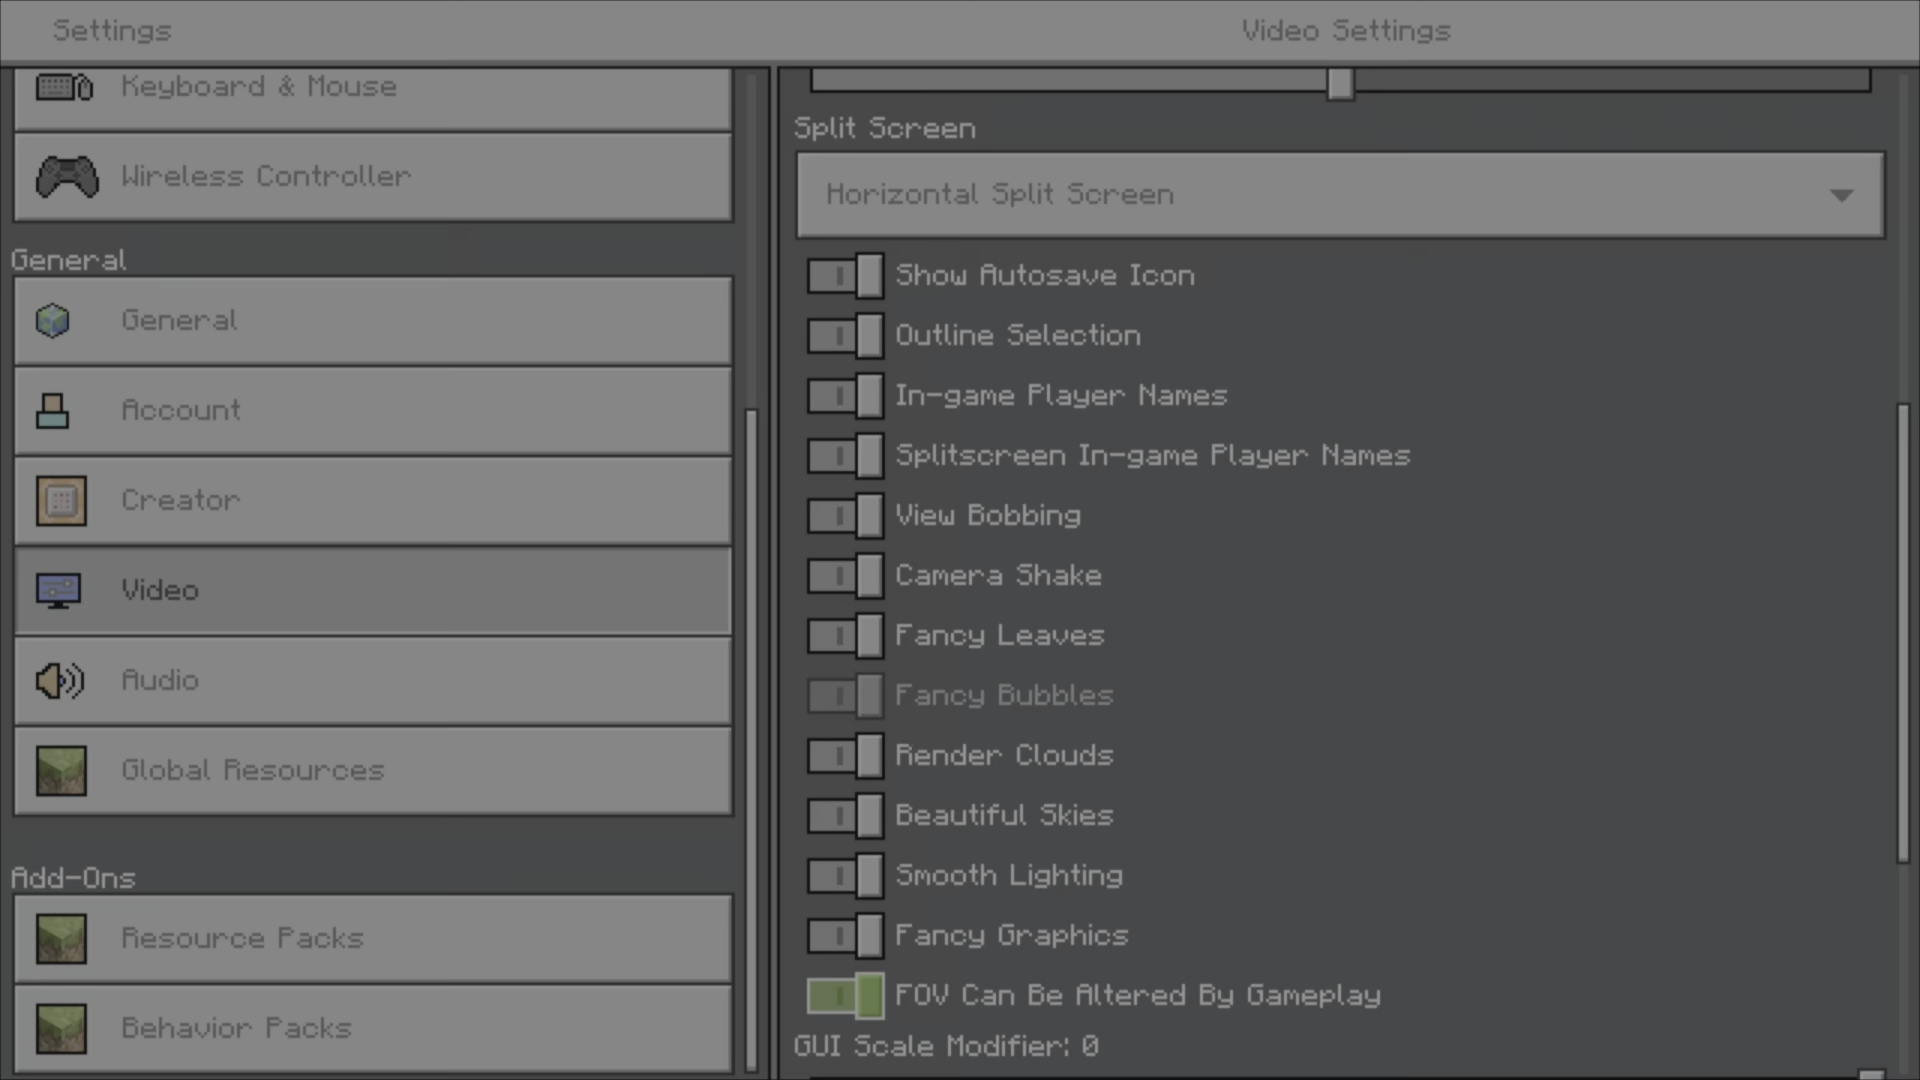 Settings
Video Settings
Keyboard & Mouse
Wireless Controller
General
General
Account
Creator
Video
Audio
Global Resources
Add-Ons
Resource Packs
Behavior Packs
Split Screen
Horizontal Split Screen
Show Autosave Icon
Outline Selection
In-game Player Names
Splitscreen In-game Player Names
View Bobbing
Camera Shake
Fancy Leaves
Fancy Bubbles
Render Clouds
Beautiful Skies
Smooth Lighting
Fancy Graphics
FOV Can Be Altered By Gameplay
GUI Scale Modifier: 0